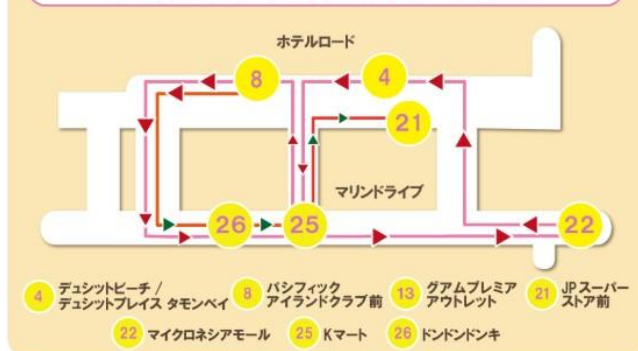 ホテルロード
8
4
21
マリンドライブ
26
25
22
4 デュシットビーチ /
デュシットプレイス タモンベイ
8 パシフィック
アイランドクラブ前
13 グアムプレミア
アウトレット
21 JPスーパー
ストア前
22 マイクロネシアモール
25 Kマート
26 ドンドンドンキ